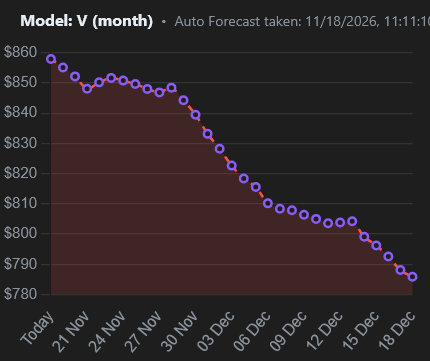 Model: V (month) • Auto Forecast taken: 11/18/2026, 11:11:10
$860
$850
$840
$830
$820
$810
$800
$790
$780
Today
21 Nov
24 Nov
27 Nov
30 Nov
03 Dec
06 Dec
09 Dec
12 Dec
15 Dec
18 Dec